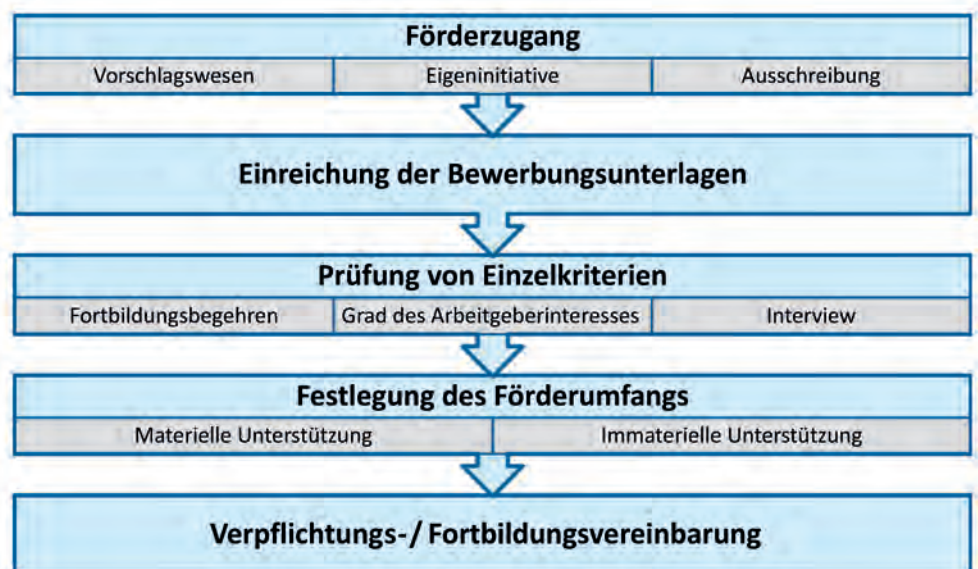 Förderzugang
Vorschlagswesen Eigeninitiative Ausschreibung
Einreichung der Bewerbungsunterlagen
Prüfung von Einzelkriterien
Fortbildungsbegehren Grad des Arbeitgeberinteresses Interview
Festlegung des Förderumfangs
Materielle Unterstützung Immaterielle Unterstützung
Verpflichtungs-/ Fortbildungsvereinbarung